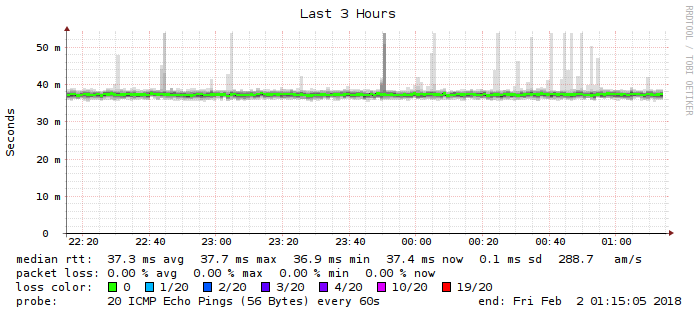 Last 3 Hours
RRDTOOL / TOBI OETIKER
Seconds
50 m
40 m
30 m
20 m
10 m
0
22:20 22:40 23:00 23:20 23:40 00:00 00:20 00:40 01:00
median rtt: 37.3 ms avg 37.7 ms max 36.9 ms min 37.4 ms now 0.1 ms sd 288.7 am/s
packet loss: 0.00 % avg 0.00 % max 0.00 % min 0.00 % now
loss color: 0 1/20 2/20 3/20 4/20 10/20 19/20
probe: 20 ICMP Echo Pings (56 Bytes) every 60s end: Fri Feb 2 01:15:05 2018